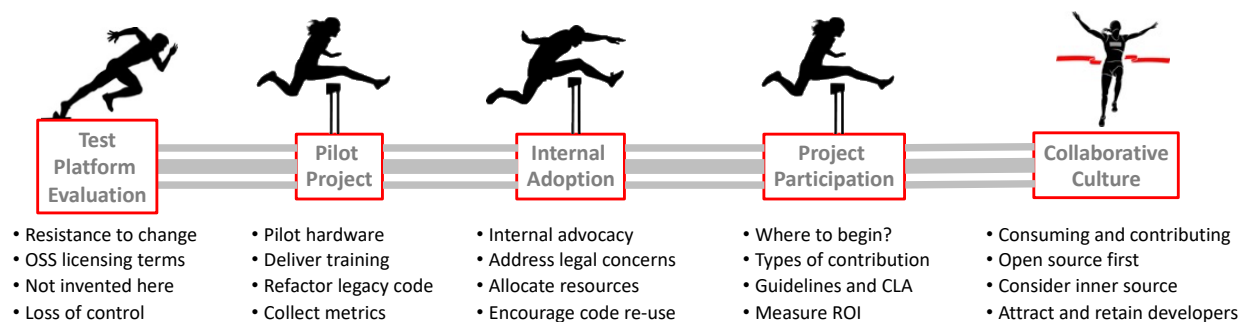 Test
Platform
Evaluation
Pilot
Project
Internal
Adoption
Project
Participation
Collaborative
Culture
• Resistance to change
• OSS licensing terms
• Not invented here
• Loss of control
• Pilot hardware
• Deliver training
• Refactor legacy code
• Collect metrics
• Internal advocacy
• Address legal concerns
• Allocate resources
• Encourage code re-use
• Where to begin?
• Types of contribution
• Guidelines and CLA
• Measure ROI
• Consuming and contributing
• Open source first
• Consider inner source
• Attract and retain developers